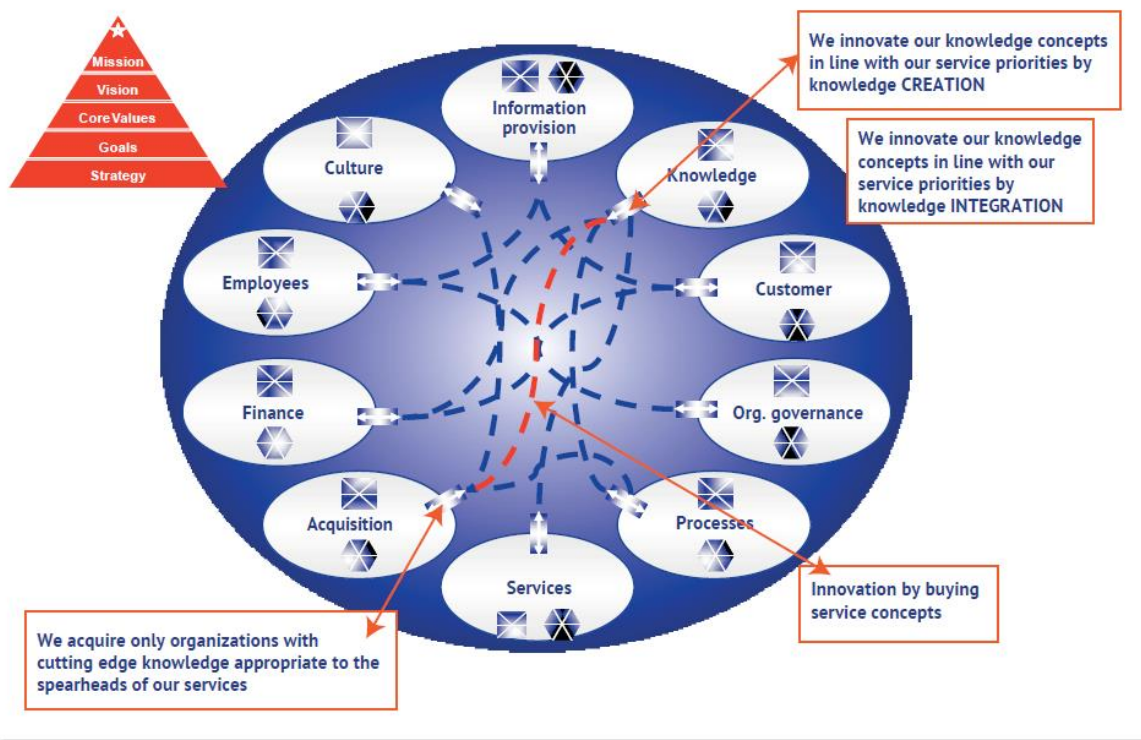 Mission
Vision
Core Values
Goals
Strategy
Information
provision
Culture
Knowledge
Employees
Customer
Finance
Org. governance
Acquisition
Processes
Services
We innovate our knowledge concepts
in line with our service priorities by
knowledge CREATION
We innovate our knowledge
concepts in line with our
service priorities by
knowledge INTEGRATION
Innovation by buying
service concepts
We acquire only organizations with
cutting edge knowledge appropriate to the
spearheads of our services